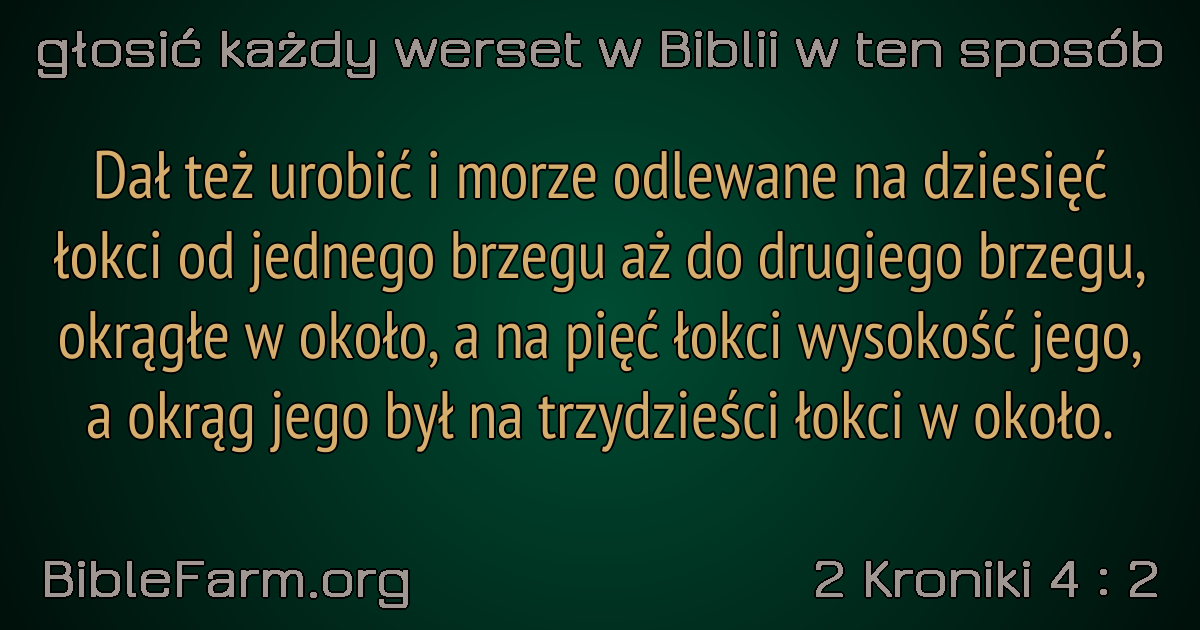 głosić każdy werset w Biblii w ten sposób
Dał też urobić i morze odlewane na dziesięć
łokci od jednego brzegu aż do drugiego brzegu,
okrągłe w około, a na pięć łokci wysokość jego,
a okrąg jego był na trzydzieści łokci w około.
BibleFarm.org
2 Kroniki 4 : 2